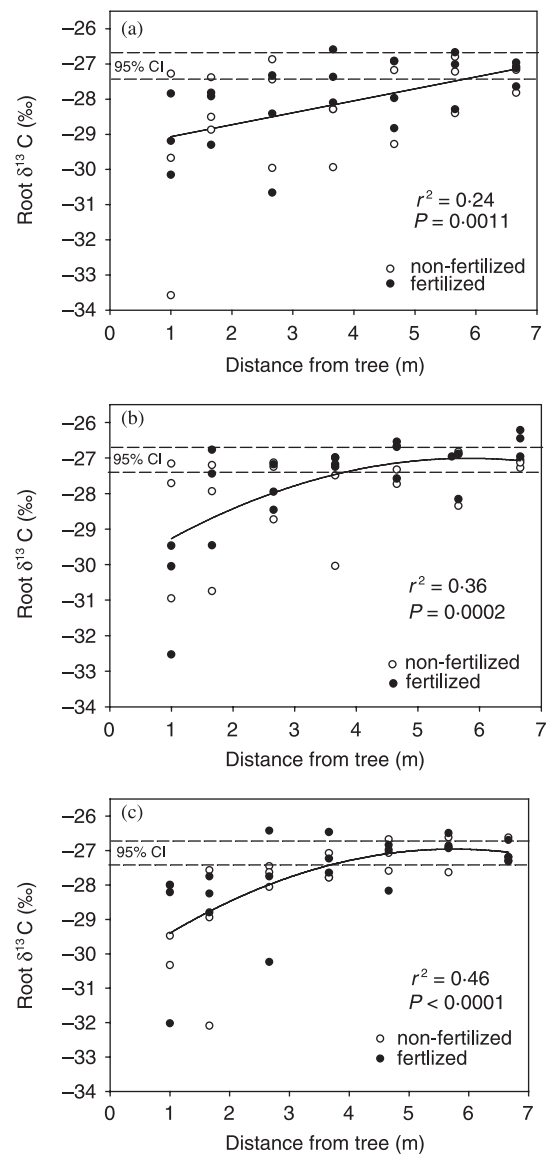 (a)
−26
−27
95% CI
−28
−29
−30
−31
−32
−33
−34
Root δ¹³ C (‰)
r² = 0·24
P = 0·0011
non-fertilized
fertilized
0 1 2 3 4 5 6 7
Distance from tree (m)
(b)
−26
−27
95% CI
−28
−29
−30
−31
−32
−33
−34
Root δ¹³ C (‰)
r² = 0·36
P = 0·0002
non-fertilized
fertilized
0 1 2 3 4 5 6 7
Distance from tree (m)
(c)
−26
−27
95% CI
−28
−29
−30
−31
−32
−33
−34
Root δ¹³ C (‰)
r² = 0·46
P < 0·0001
non-fertilized
fertlized
0 1 2 3 4 5 6 7
Distance from tree (m)